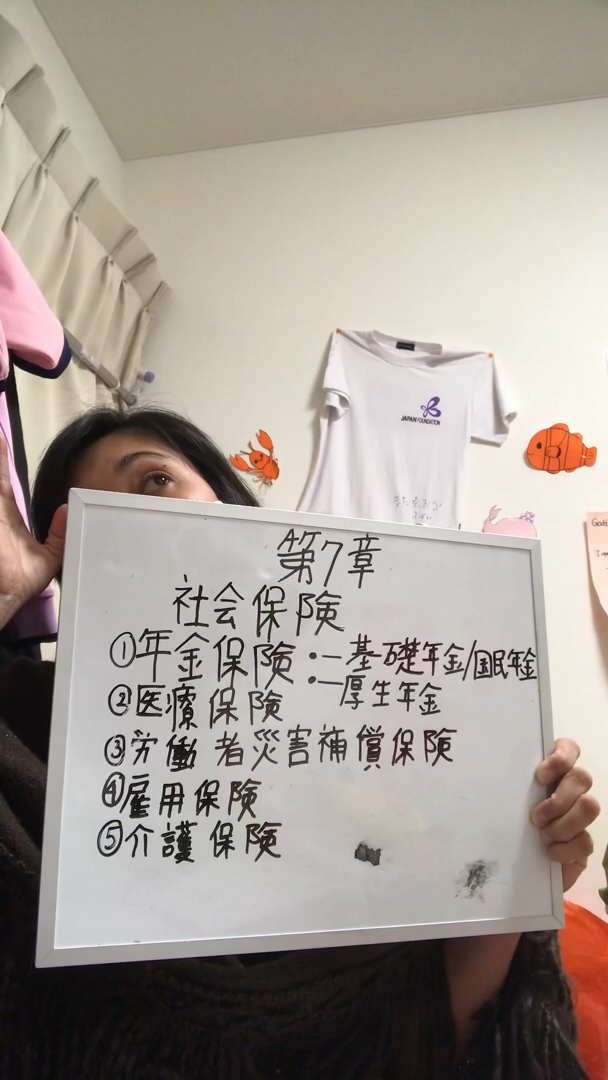 JAPAN FOUNDATION
第7章
社会保険
①年金保険:―基礎年金/国民年金
―厚生年金
②医療保険
③労働者災害補償保険
④雇用保険
⑤介護保険